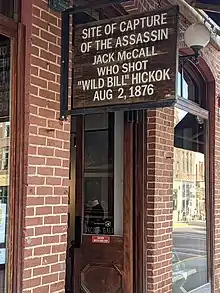 SITE OF CAPTURE
OF THE ASSASSIN
JACK McCALL
WHO SHOT
"WILD BILL" HICKOK
AUG 2, 1876